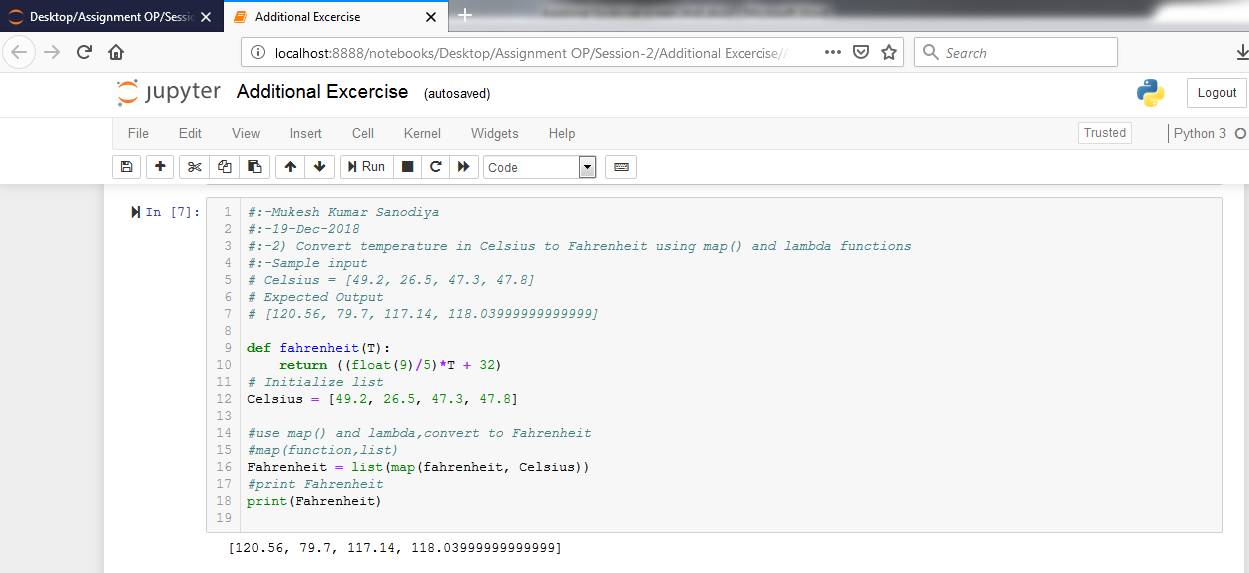 Desktop/Assignment OP/Sessi
Additional Excercise
localhost:8888/notebooks/Desktop/Assignment OP/Session-2/Additional Excercise/
Search
jupyter Additional Excercise (autosaved)
Logout
File Edit View Insert Cell Kernel Widgets Help
Trusted
Python 3
Run
Code
In [7]:
1 #:-Mukesh Kumar Sanodiya
2 #:-19-Dec-2018
3 #:-2) Convert temperature in Celsius to Fahrenheit using map() and lambda functions
4 #:-Sample input
5 # Celsius = [49.2, 26.5, 47.3, 47.8]
6 # Expected Output
7 # [120.56, 79.7, 117.14, 118.03999999999999]
8
9 def fahrenheit(T):
10     return ((float(9)/5)*T + 32)
11 # Initialize list
12 Celsius = [49.2, 26.5, 47.3, 47.8]
13
14 #use map() and lambda,convert to Fahrenheit
15 #map(function,list)
16 Fahrenheit = list(map(fahrenheit, Celsius))
17 #print Fahrenheit
18 print(Fahrenheit)
19
[120.56, 79.7, 117.14, 118.03999999999999]